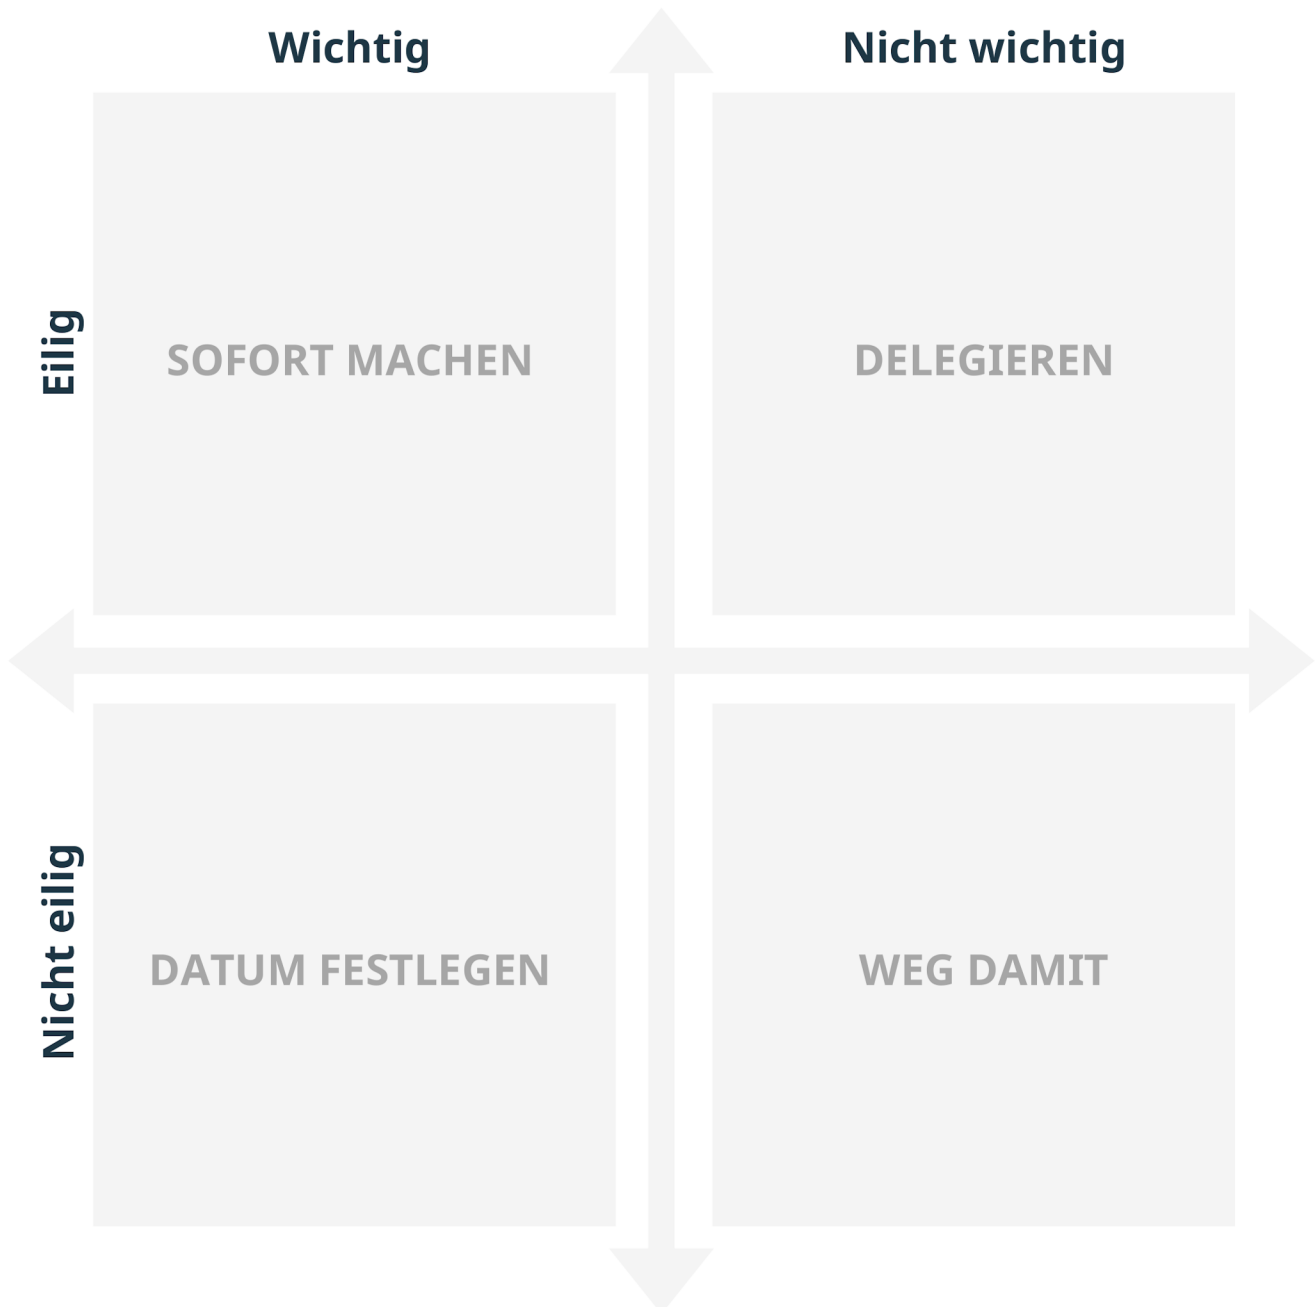 Wichtig
Nicht wichtig
Eilig
SOFORT MACHEN
DELEGIEREN
Nicht eilig
DATUM FESTLEGEN
WEG DAMIT